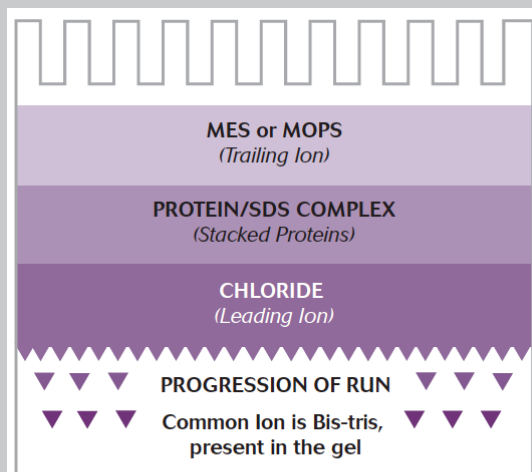 MES or MOPS
(Trailing Ion)
PROTEIN/SDS COMPLEX
(Stacked Proteins)
CHLORIDE
(Leading Ion)
PROGRESSION OF RUN
Common Ion is Bis-tris,
present in the gel